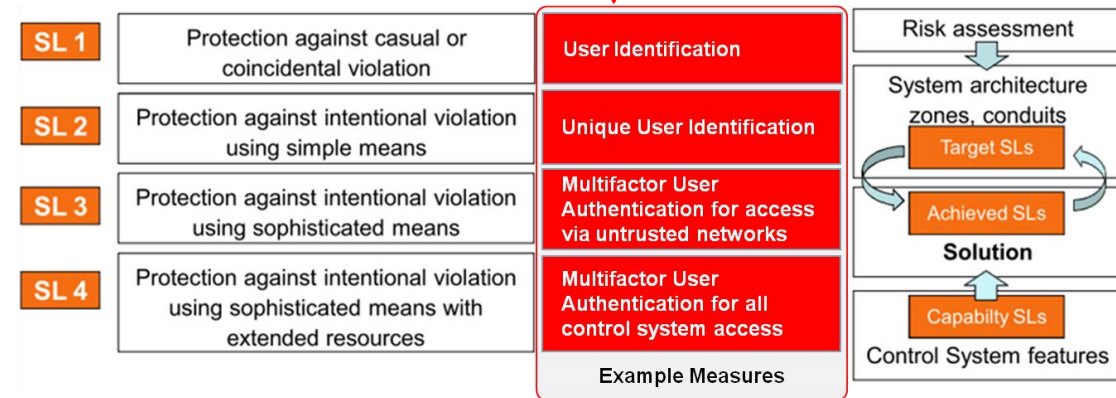 SL 1
Protection against casual or
coincidental violation
User Identification
SL 2
Protection against intentional violation
using simple means
Unique User Identification
SL 3
Protection against intentional violation
using sophisticated means
Multifactor User
Authentication for access
via untrusted networks
SL 4
Protection against intentional violation
using sophisticated means with
extended resources
Multifactor User
Authentication for all
control system access
Example Measures
Risk assessment
System architecture
zones, conduits
Target SLs
Achieved SLs
Solution
Capabilty SLs
Control System features